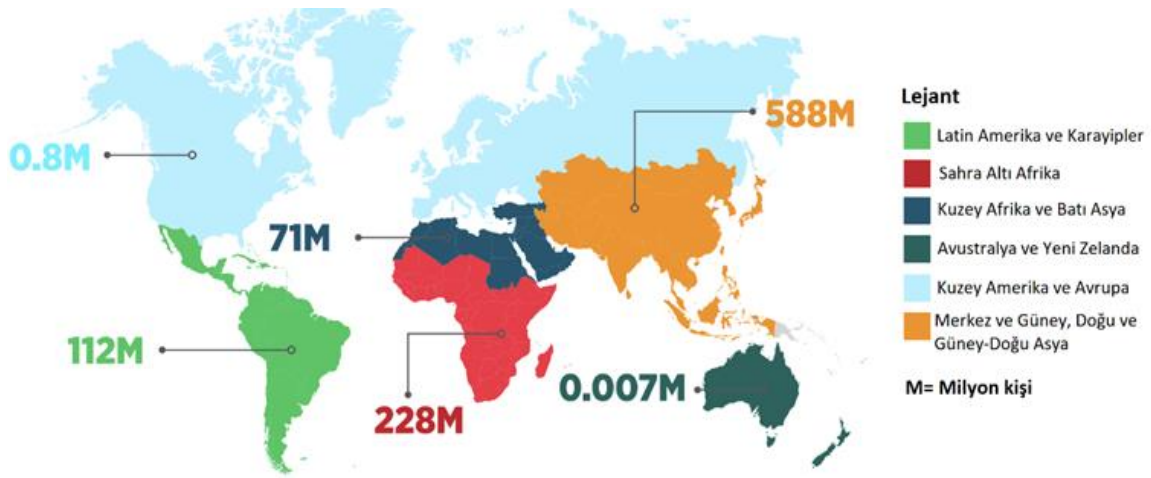 0.8M
71M
112M
228M
588M
0.007M
Lejant
Latin Amerika ve Karayipler
Sahra Altı Afrika
Kuzey Afrika ve Batı Asya
Avustralya ve Yeni Zelanda
Kuzey Amerika ve Avrupa
Merkez ve Güney, Doğu ve
Güney-Doğu Asya
M= Milyon kişi